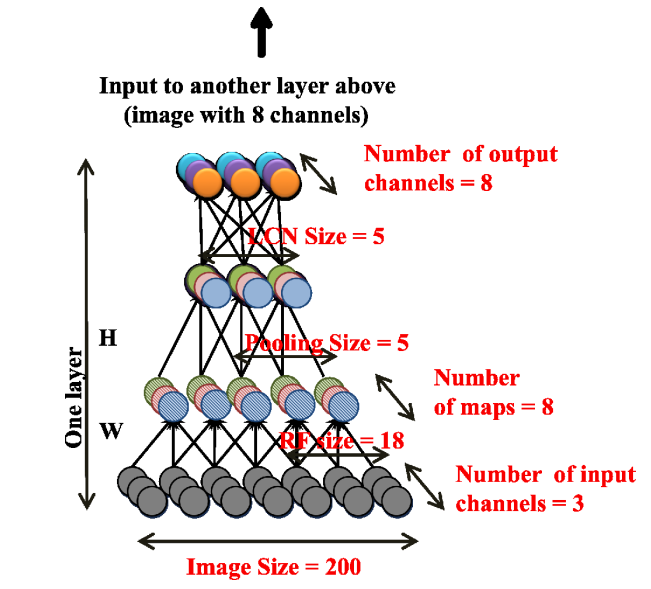 Input to another layer above
(image with 8 channels)
Number of output
channels = 8
LCN Size = 5
H
Pooling Size = 5
One layer
Number
of maps = 8
W
RF size = 18
Number of input
channels = 3
Image Size = 200